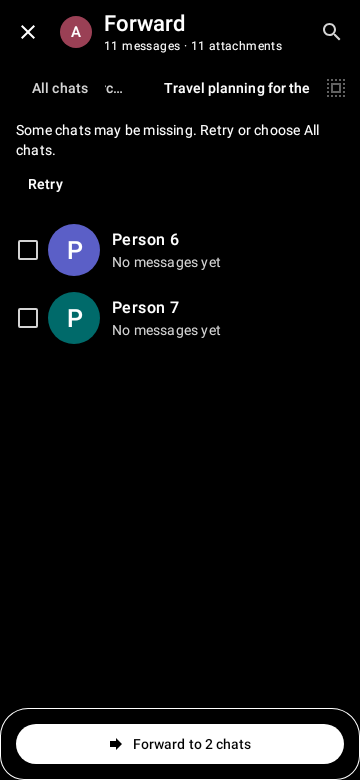 A
Forward
11 messages · 11 attachments
All chats
Travel planning for the
Some chats may be missing. Retry or choose All
chats.
Retry
P
Person 6
No messages yet
P
Person 7
No messages yet
Forward to 2 chats